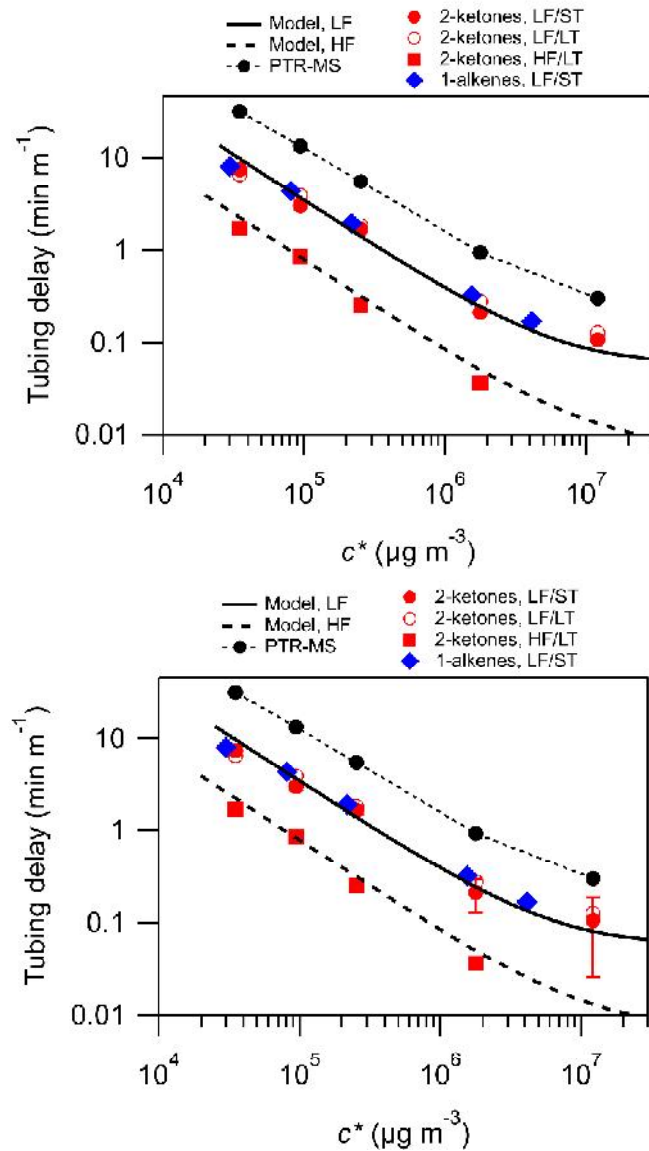 Model, LF
Model, HF
PTR-MS
2-ketones, LF/ST
2-ketones, LF/LT
2-ketones, HF/LT
1-alkenes, LF/ST
10
1
0.1
0.01
Tubing delay (min m⁻¹)
10⁴ 10⁵ 10⁶ 10⁷
c* (µg m⁻³)
Model, LF
Model, HF
PTR-MS
2-ketones, LF/ST
2-ketones, LF/LT
2-ketones, HF/LT
1-alkenes, LF/ST
10
1
0.1
0.01
Tubing delay (min m⁻¹)
10⁴ 10⁵ 10⁶ 10⁷
c* (µg m⁻³)